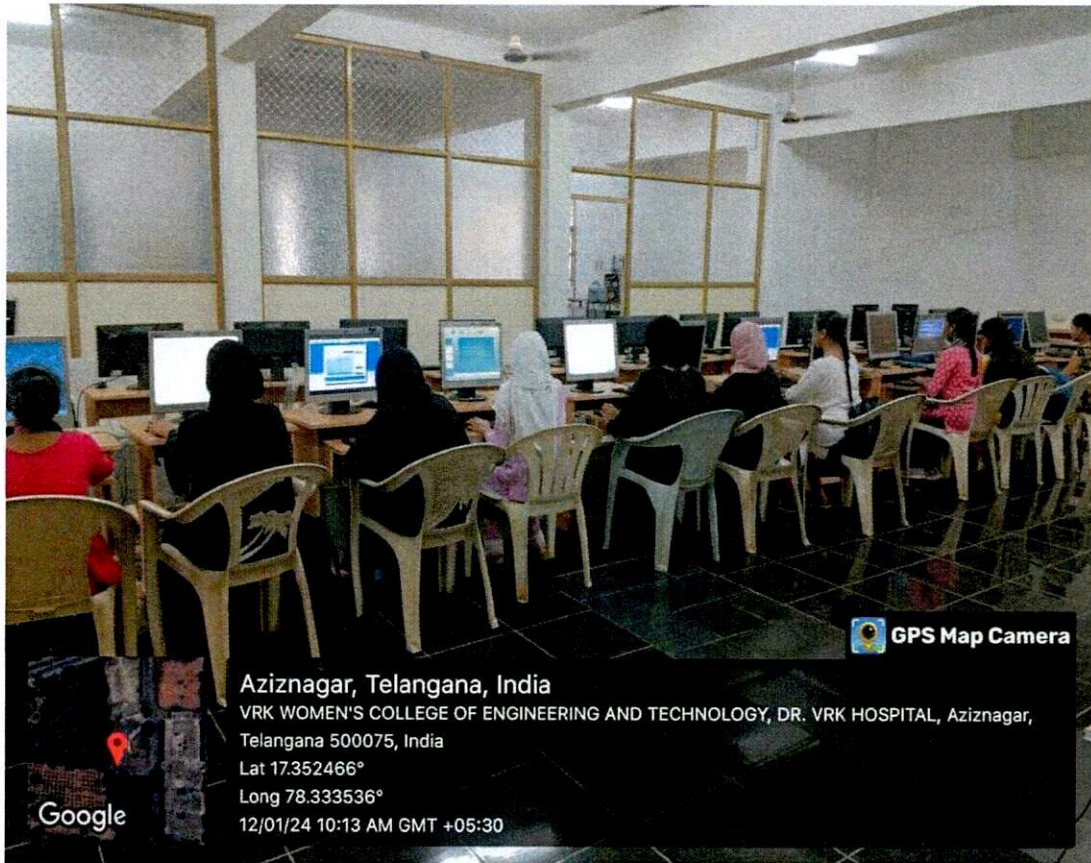 GPS Map Camera
Aziznagar, Telangana, India
VRK WOMEN'S COLLEGE OF ENGINEERING AND TECHNOLOGY, DR. VRK HOSPITAL, Aziznagar,
Telangana 500075, India
Lat 17.352466°
Long 78.333536°
12/01/24 10:13 AM GMT +05:30
Google